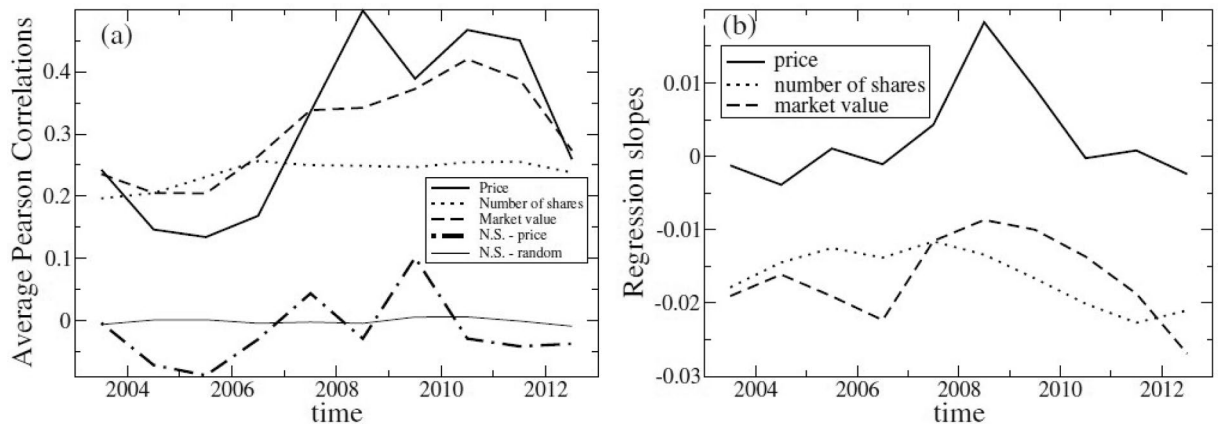 (a)
Average Pearson Correlations
0.4
0.3
0.2
0.1
0
Price
Number of shares
Market value
N.S. - price
N.S. - random
2004 2006 2008 2010 2012
time
(b)
Regression slopes
0.01
0
-0.01
-0.02
-0.03
price
number of shares
market value
2004 2006 2008 2010 2012
time